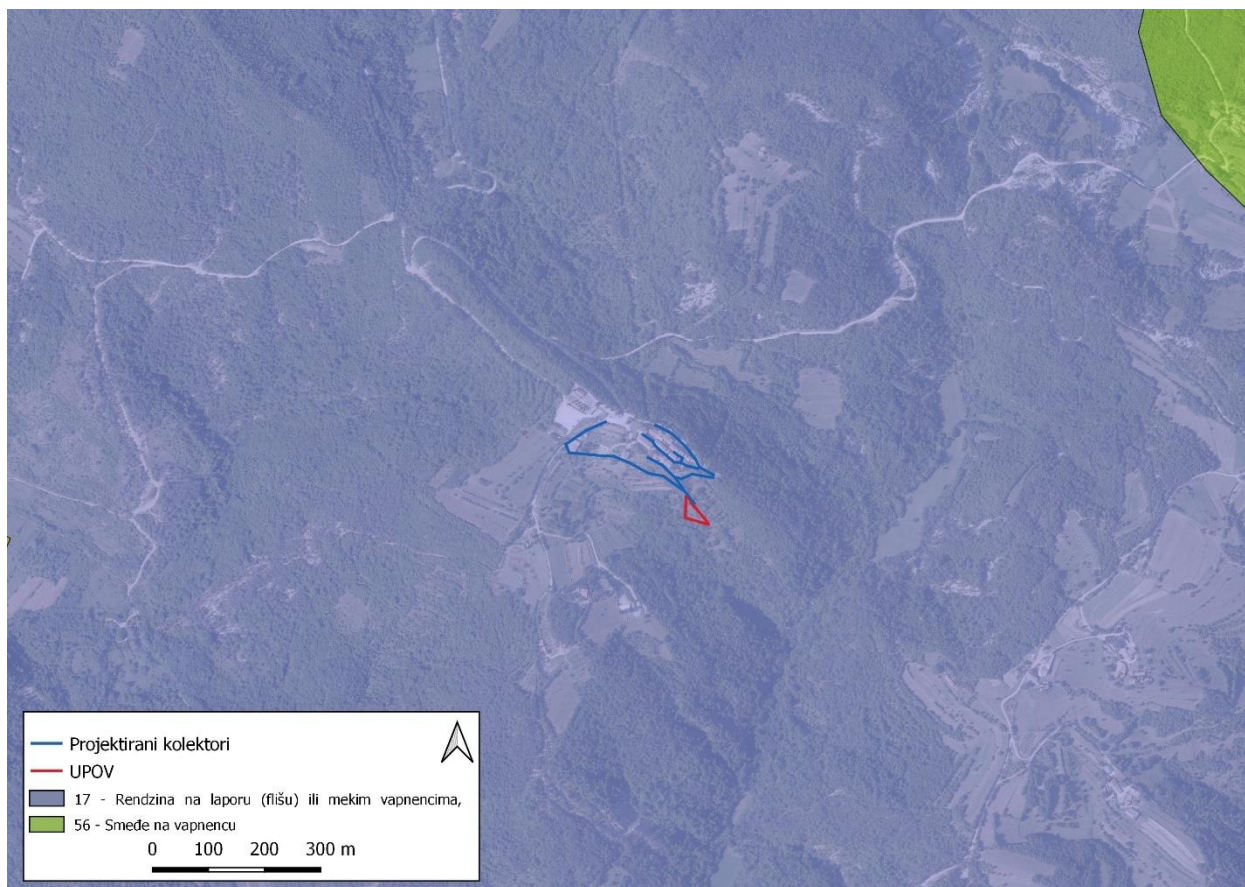 Projektirani kolektori
UPOV
17 - Rendzina na laporu (flišu) ili mekim vapnencima,
56 - Smeđe na vapnencu
0 100 200 300 m